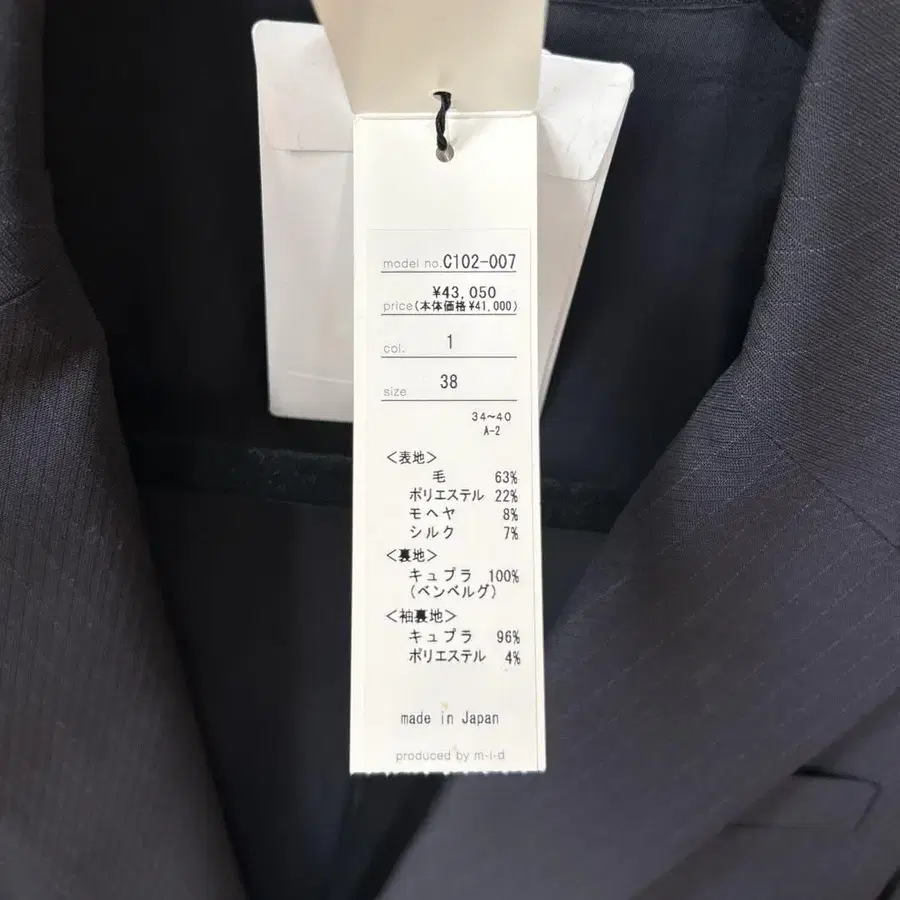 model no. C102-007
¥43,050
price (本体価格¥41,000)
col. 1
size 38
34~40
A-2
<表地>
毛 63%
ポリエステル 22%
モヘヤ 8%
シルク 7%
<裏地>
キュプラ 100%
(ベンベルグ)
<袖裏地>
キュプラ 96%
ポリエステル 4%
made in Japan
produced by m-i-d